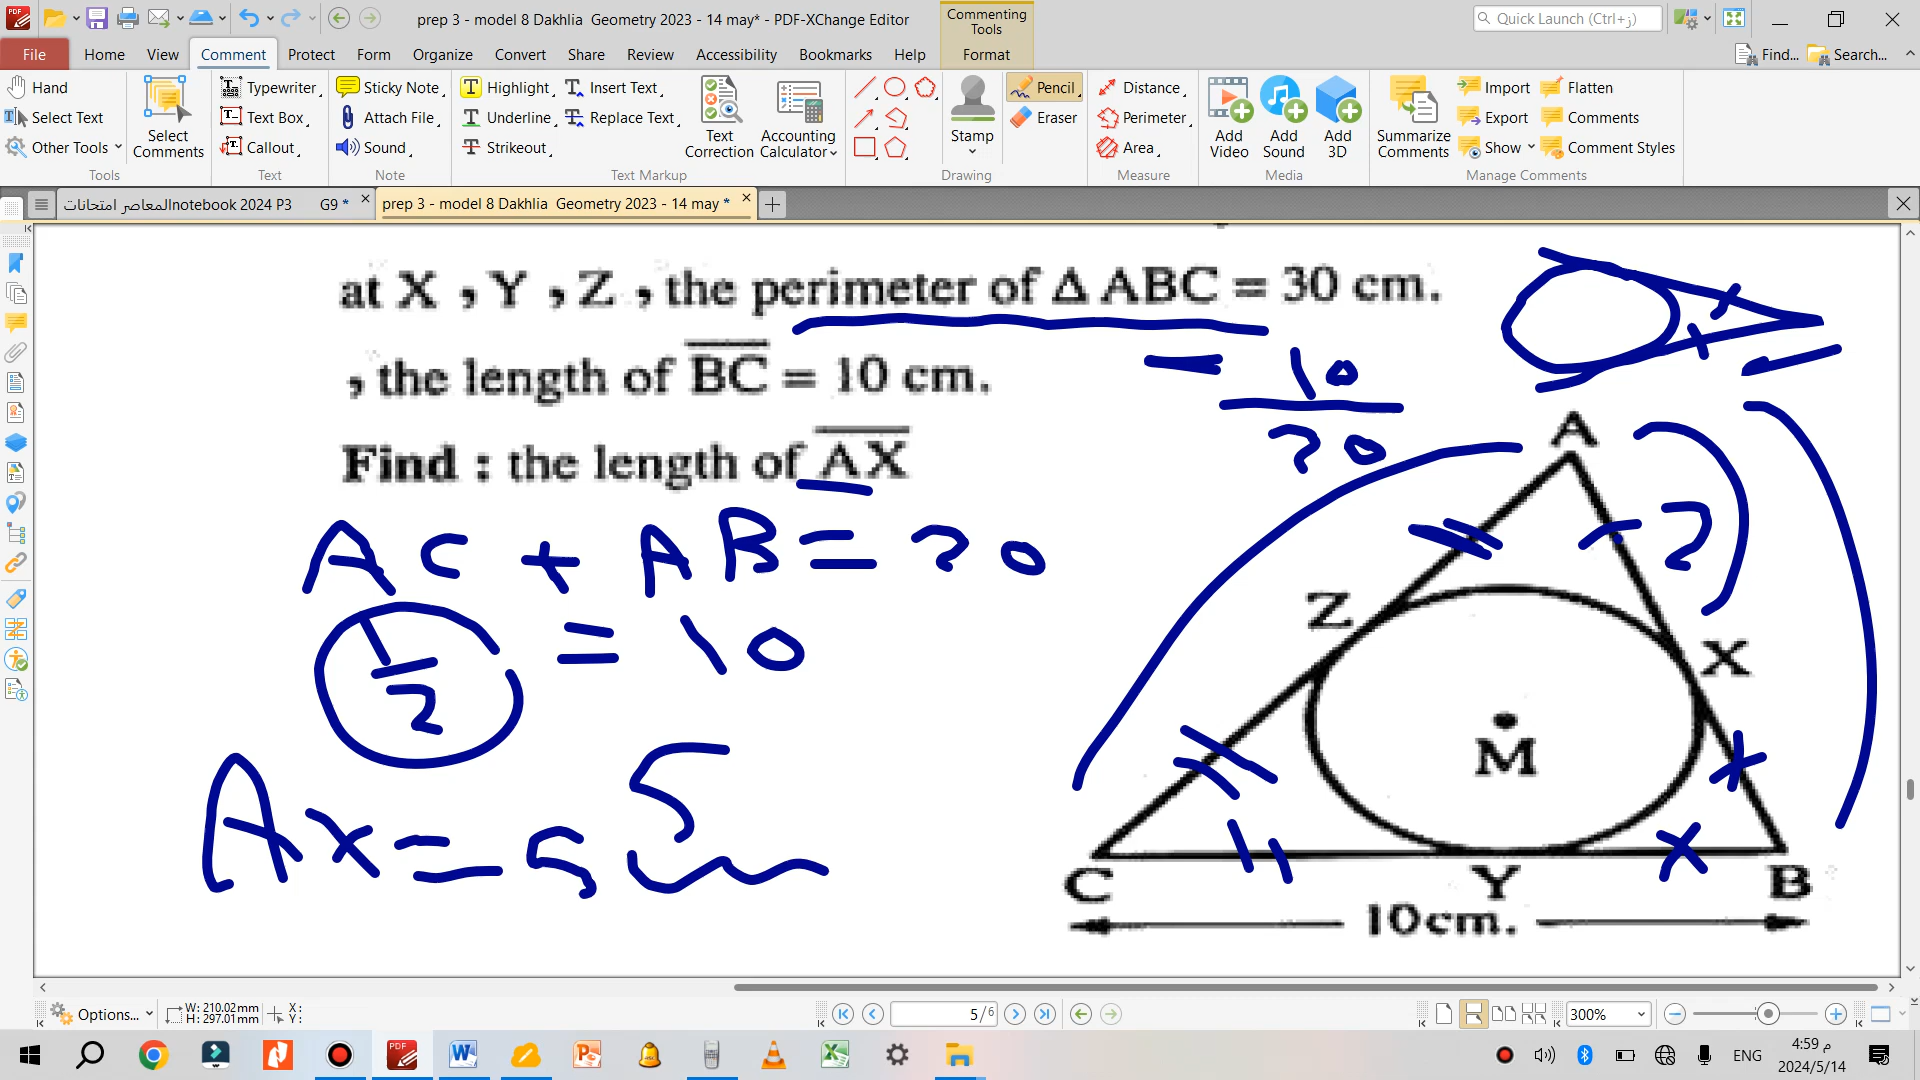 prep 3 - model 8 Dakhlia Geometry 2023 - 14 may* - PDF-XChange Editor
Commenting Tools
Quick Launch (Ctrl+ز)
File Home View Comment Protect Form Organize Convert Share Review Accessibility Bookmarks Help Format Find... Search...
Hand
Select Text
Other Tools
Select Comments
Tools
Typewriter
Text Box
Callout
Text
Sticky Note
Attach File
Sound
Note
Highlight
Underline
Strikeout
Insert Text
Replace Text
Text Correction
Accounting Calculator
Text Markup
Stamp
Pencil
Eraser
Drawing
Distance
Perimeter
Area
Measure
Add Video
Add Sound
Add 3D
Media
Summarize Comments
Import
Export
Show
Flatten
Comments
Comment Styles
Manage Comments
المعاصر امتحانات notebook 2024 P3 G9 *
prep 3 - model 8 Dakhlia Geometry 2023 - 14 may *
at X , Y , Z , the perimeter of Δ ABC = 30 cm.
, the length of BC = 10 cm.
Find : the length of AX
= 10
20
AC + AB = 20
1/2 = 10
5
Ax = 5
A
?
Z
X
M
C Y B
10cm.
Options...
W: 210.02mm
H: 297.01mm
X:
Y:
5/6
300%
ENG
4:59 م
2024/5/14